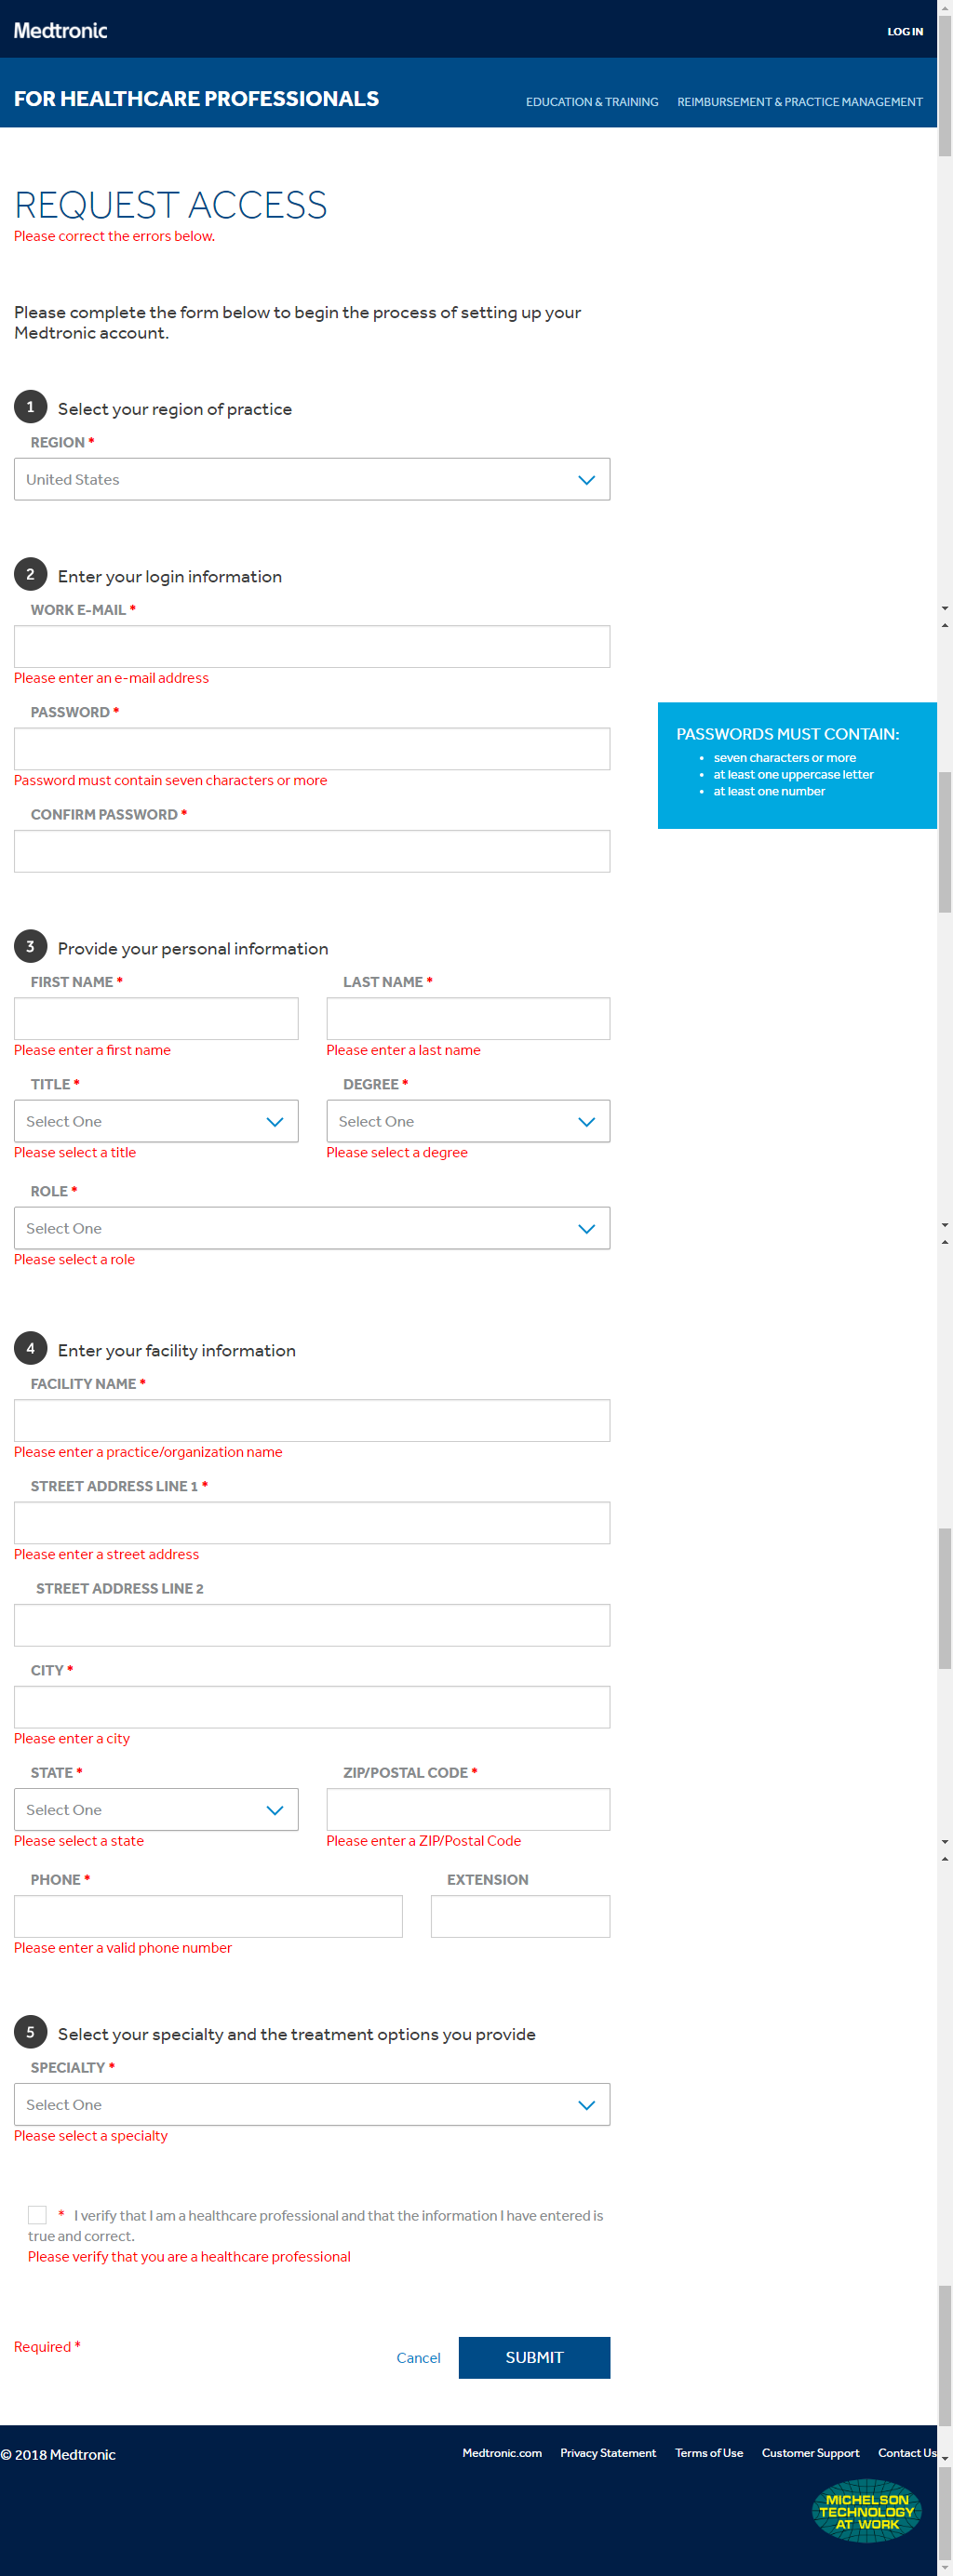 Medtronic
LOG IN
FOR HEALTHCARE PROFESSIONALS
EDUCATION & TRAINING
REIMBURSEMENT & PRACTICE MANAGEMENT
REQUEST ACCESS
Please correct the errors below.
Please complete the form below to begin the process of setting up your
Medtronic account.
1 Select your region of practice
REGION *
United States
2 Enter your login information
WORK E-MAIL *
Please enter an e-mail address
PASSWORD *
Password must contain seven characters or more
PASSWORDS MUST CONTAIN:
• seven characters or more
• at least one uppercase letter
• at least one number
CONFIRM PASSWORD *
3 Provide your personal information
FIRST NAME *
LAST NAME *
Please enter a first name
Please enter a last name
TITLE *
DEGREE *
Select One
Select One
Please select a title
Please select a degree
ROLE *
Select One
Please select a role
4 Enter your facility information
FACILITY NAME *
Please enter a practice/organization name
STREET ADDRESS LINE 1 *
Please enter a street address
STREET ADDRESS LINE 2
CITY *
Please enter a city
STATE *
ZIP/POSTAL CODE *
Select One
Please select a state
Please enter a ZIP/Postal Code
PHONE *
EXTENSION
Please enter a valid phone number
5 Select your specialty and the treatment options you provide
SPECIALTY *
Select One
Please select a specialty
* I verify that I am a healthcare professional and that the information I have entered is
true and correct.
Please verify that you are a healthcare professional
Required *
Cancel
SUBMIT
© 2018 Medtronic
Medtronic.com
Privacy Statement
Terms of Use
Customer Support
Contact Us
MICHELSON
TECHNOLOGY
AT WORK